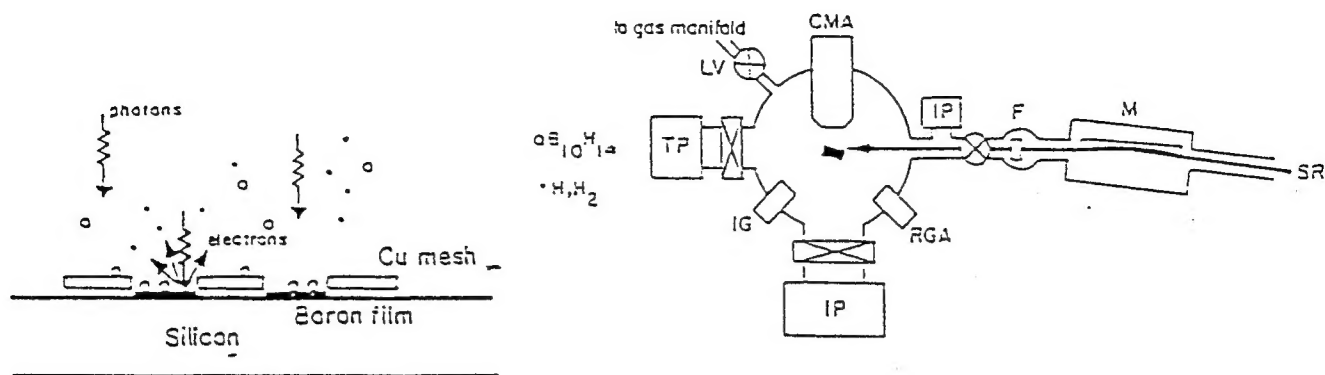 photons
electrons
Cu mesh
Boron film
Silicon
oB10H14
• H,H2
to gas manifold
LV
CMA
TP
IP
F
M
SR
IG
RGA
IP